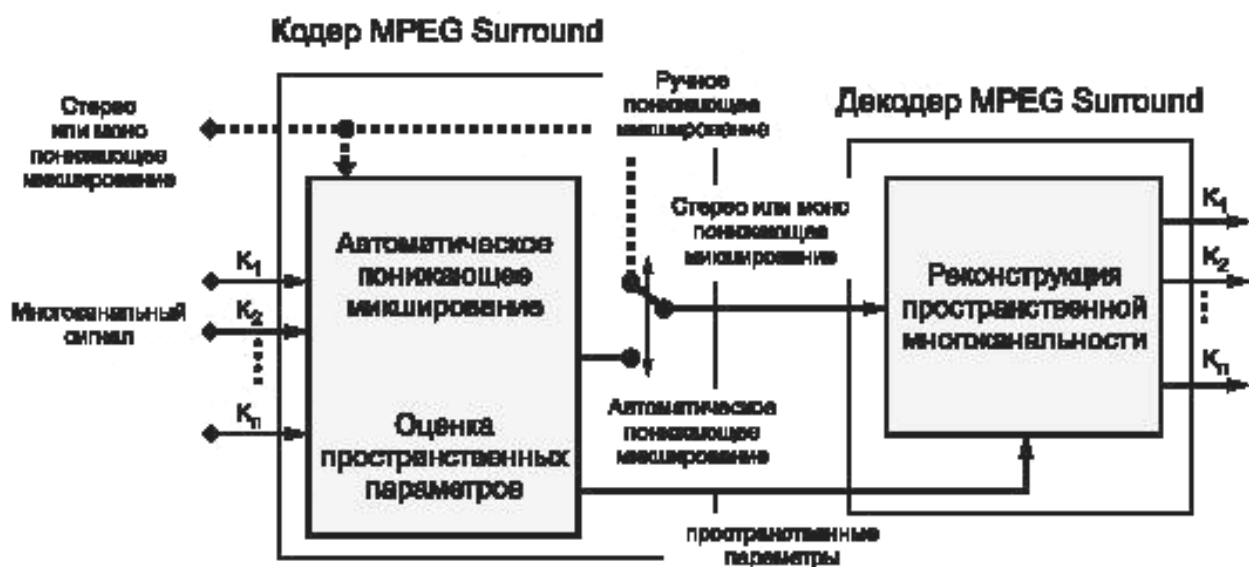 Кодер MPEG Surround
Стерео
или моно
понижающее
микширование
Ручное
понижающее
микширование
Декодер MPEG Surround
Стерео или моно
понижающее
микширование
Автоматическое
понижающее
микширование
Оценка
пространственных
параметров
Многоканальный
сигнал
K1
K2
Kn
Автоматическое
понижающее
микширование
пространственные
параметры
Реконструкция
пространственной
многоканальности
K1
K2
Kn